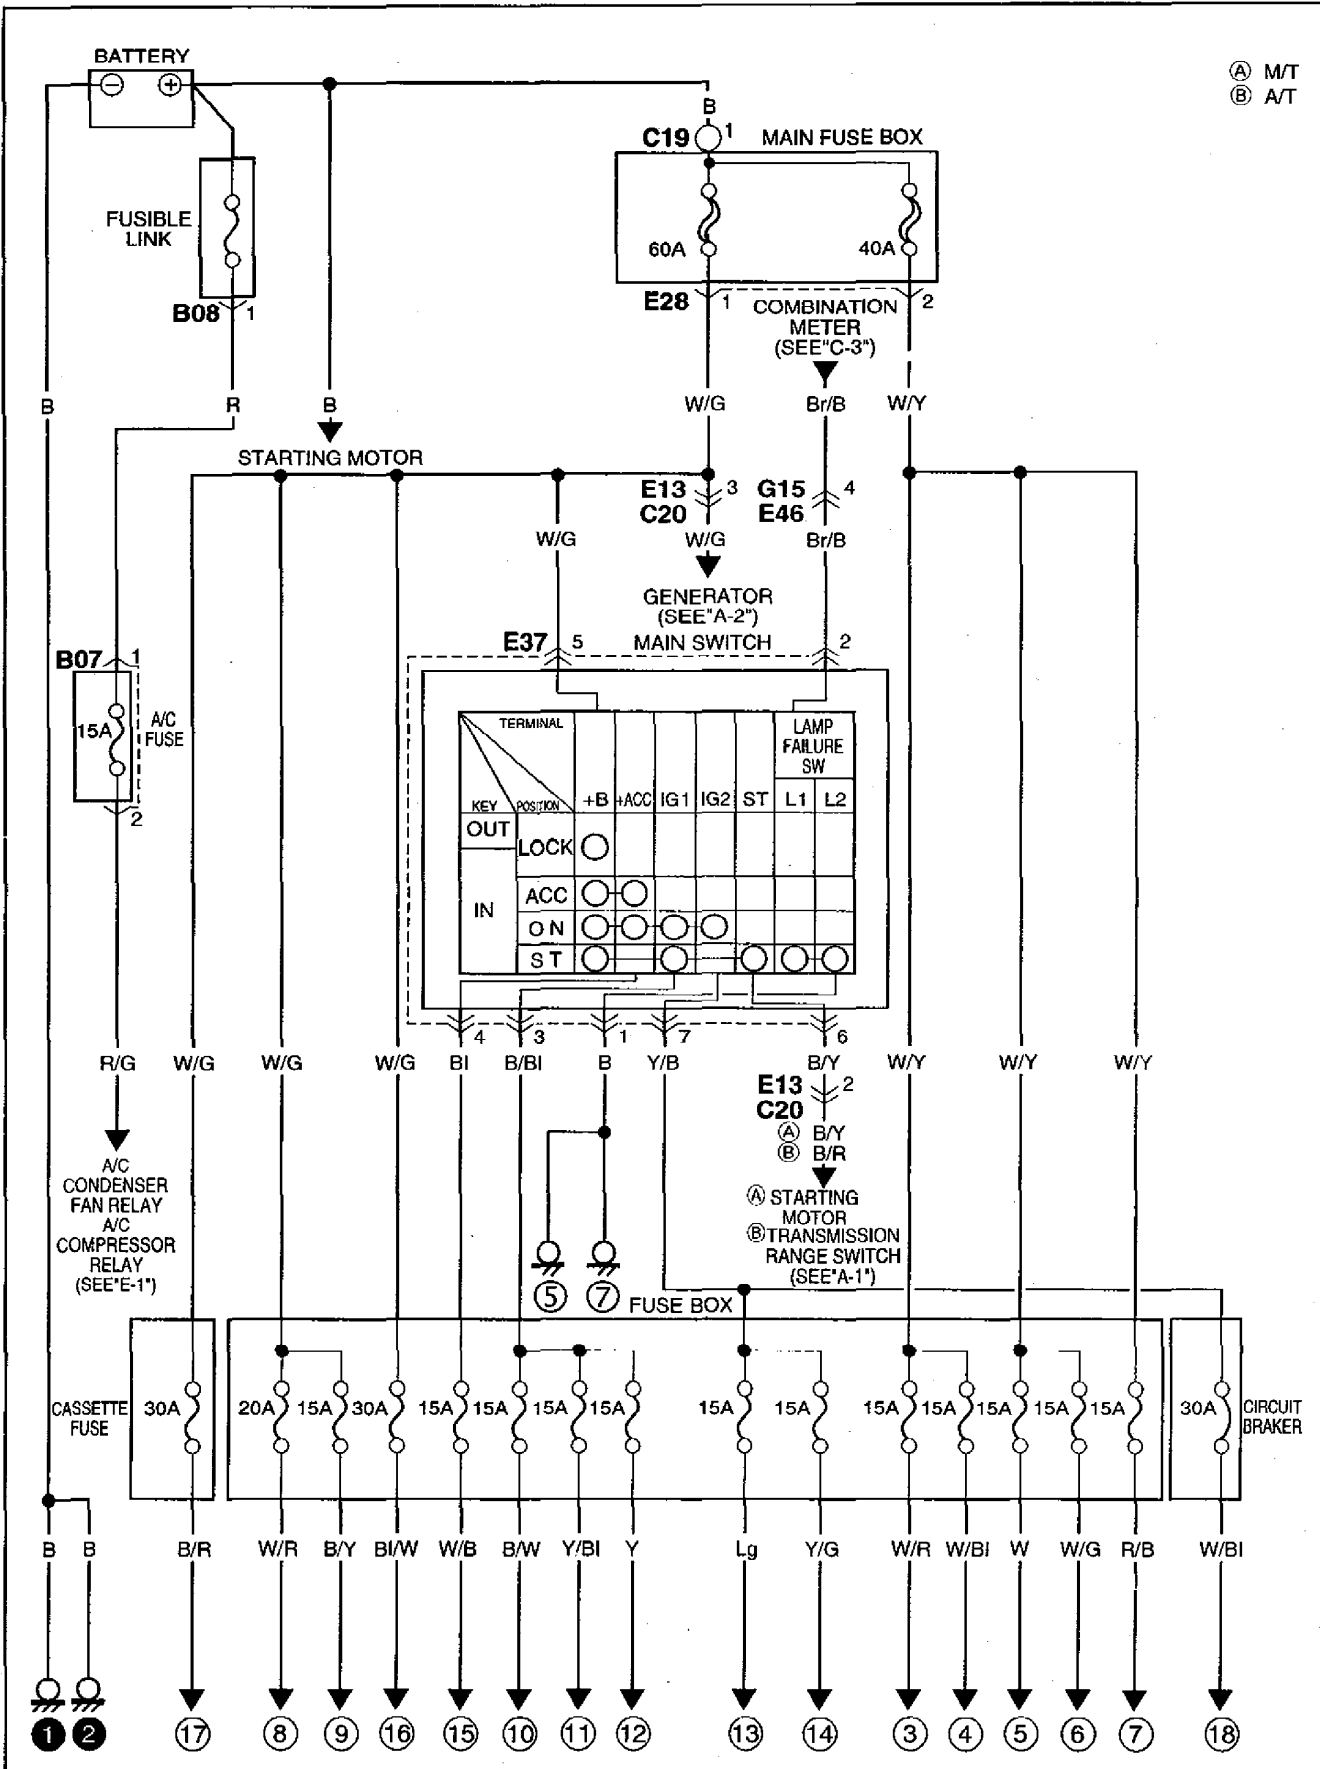 BATTERY
Ⓐ M/T
Ⓑ A/T
− +
B
C19 1 MAIN FUSE BOX
FUSIBLE
LINK
60A 40A
B08 1
E28 1 2
COMBINATION
METER
(SEE"C-3")
B R B W/G Br/B W/Y
STARTING MOTOR
E13 3 G15 4
C20 E46
W/G W/G Br/B
GENERATOR
(SEE"A-2")
E37 5 MAIN SWITCH 2
B07 1
15A
A/C
FUSE
2
TERMINAL
LAMP
FAILURE
SW
KEY POSITION +B +ACC IG1 IG2 ST L1 L2
OUT
LOCK
IN
ACC
ON
ST
4 3 1 7 6
R/G W/G W/G W/G Bl B/Bl B Y/B B/Y W/Y W/Y W/Y
E13 2
C20
Ⓐ B/Y
Ⓑ B/R
A/C
CONDENSER
FAN RELAY
A/C
COMPRESSOR
RELAY
(SEE"E-1")
Ⓐ STARTING
MOTOR
Ⓑ TRANSMISSION
RANGE SWITCH
(SEE"A-1")
⑤ ⑦ FUSE BOX
CASSETTE
FUSE
30A 20A 15A 30A 15A 15A 15A 15A 15A 15A 15A 15A 15A 15A 15A 30A
CIRCUIT
BRAKER
B B B/R W/R B/Y Bl/W W/B B/W Y/Bl Y Lg Y/G W/R W/Bl W W/G R/B W/Bl
❶ ❷ ⑰ ⑧ ⑨ ⑯ ⑮ ⑩ ⑪ ⑫ ⑬ ⑭ ③ ④ ⑤ ⑥ ⑦ ⑱